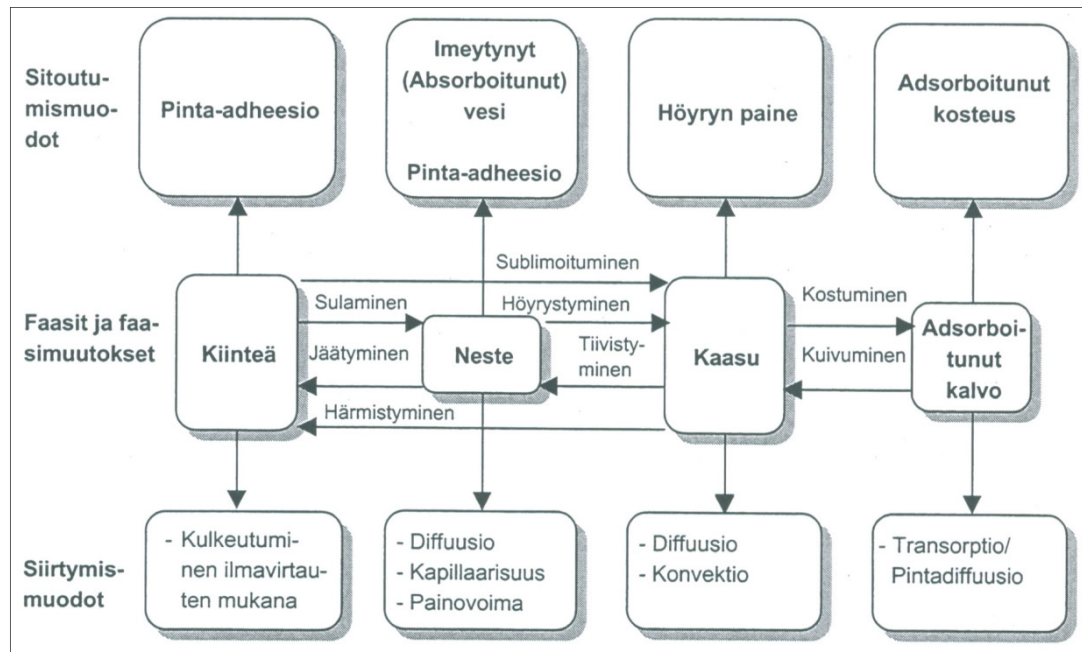 Sitoutu-
mismuo-
dot
Pinta-adheesio
Imeytynyt
(Absorboitunut)
vesi
Pinta-adheesio
Höyryn paine
Adsorboitunut
kosteus
Faasit ja faa-
simuutokset
Kiinteä
Sublimoituminen
Sulaminen
Jäätyminen
Härmistyminen
Neste
Höyrystyminen
Tiivisty-
minen
Kaasu
Kostuminen
Kuivuminen
Adsorboi-
tunut
kalvo
Siirtymis-
muodot
- Kulkeutumi-
nen ilmavirtau-
ten mukana
- Diffuusio
- Kapillaarisuus
- Painovoima
- Diffuusio
- Konvektio
- Transorptio/
Pintadiffuusio